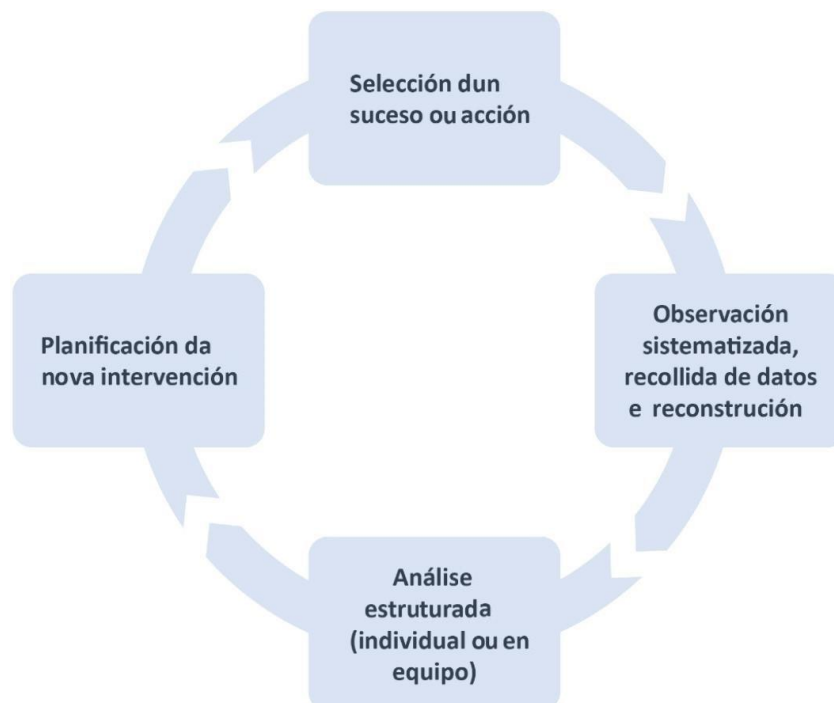 Selección dun
suceso ou acción
Observación
sistematizada,
recollida de datos
e reconstrución
Análise
estruturada
(individual ou en
equipo)
Planificación da
nova intervención